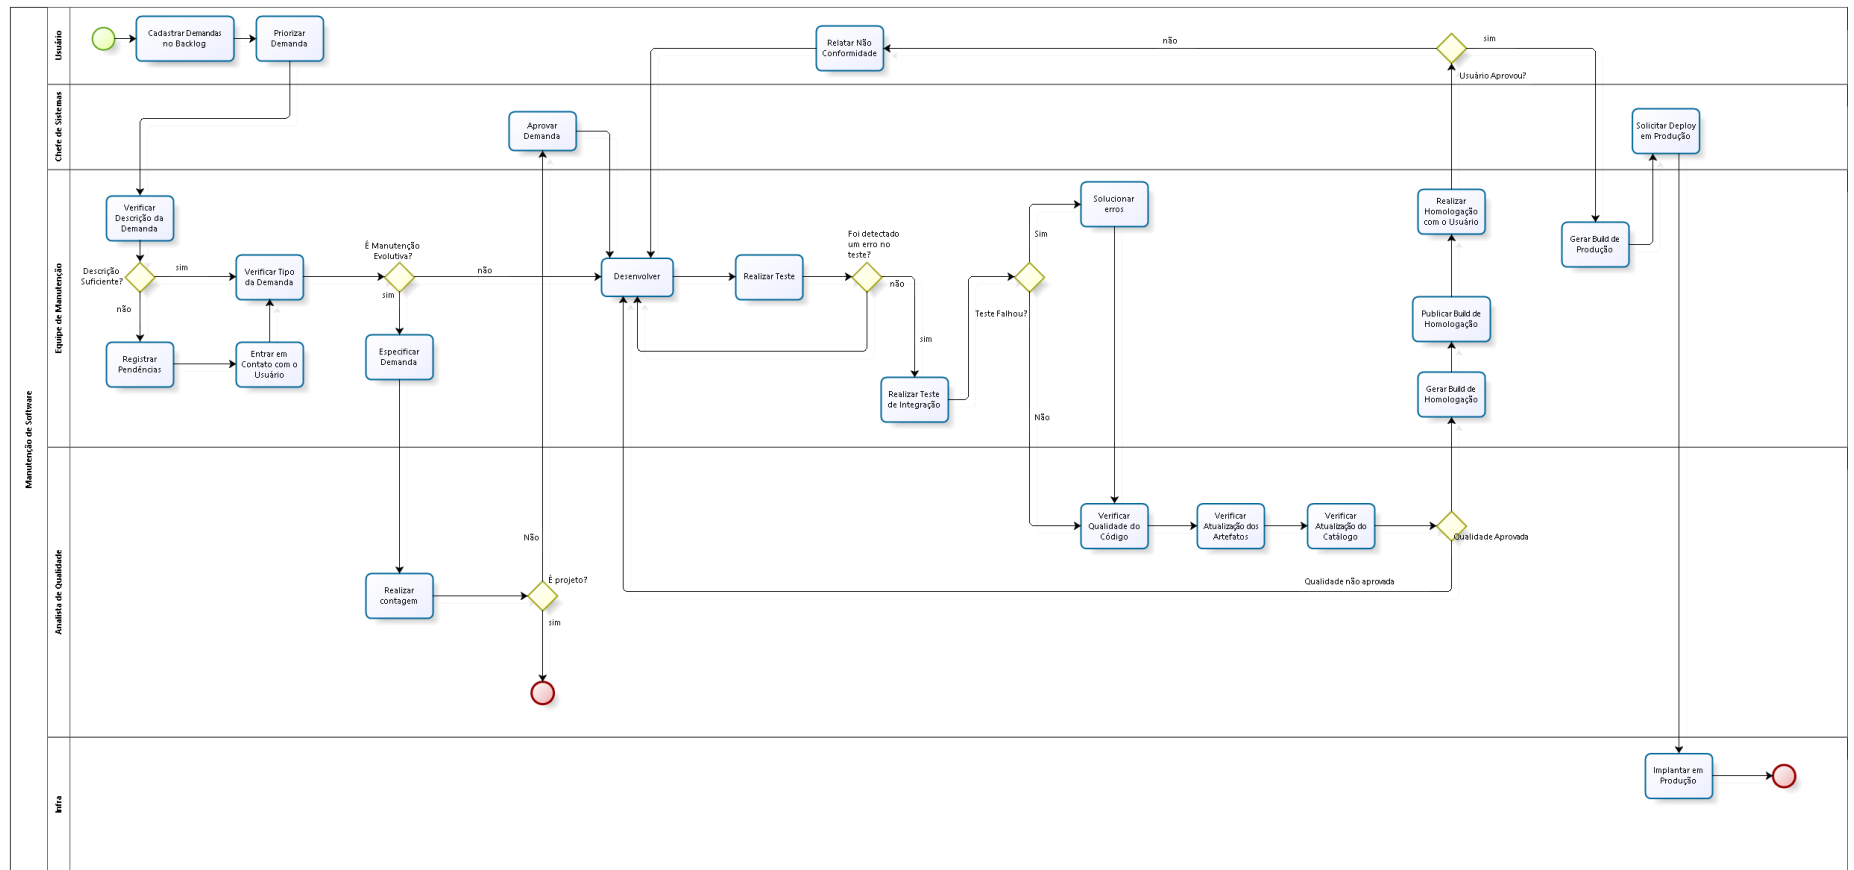 Manutenção de Software
Usuário
Cadastrar Demandas
no Backlog
Priorizar
Demanda
Relatar Não
Conformidade
não
sim
Usuário Aprovou?
Chefe de Sistemas
Aprovar
Demanda
Solicitar Deploy
em Produção
Equipe de Manutenção
Verificar
Descrição da
Demanda
Descrição
Suficiente?
sim
não
Registrar
Pendências
Verificar Tipo
da Demanda
Entrar em
Contato com o
Usuário
É Manutenção
Evolutiva?
não
sim
Especificar
Demanda
Desenvolver
Realizar Teste
Foi detectado
um erro no
teste?
não
sim
Realizar Teste
de Integração
Teste Falhou?
Sim
Não
Solucionar
erros
Realizar
Homologação
com o Usuário
Publicar Build de
Homologação
Gerar Build de
Homologação
Gerar Build de
Produção
Analista de Qualidade
Realizar
contagem
Não
É projeto?
sim
Verificar
Qualidade do
Código
Verificar
Atualização dos
Artefatos
Verificar
Atualização do
Catálogo
Qualidade Aprovada
Qualidade não aprovada
Infra
Implantar em
Produção